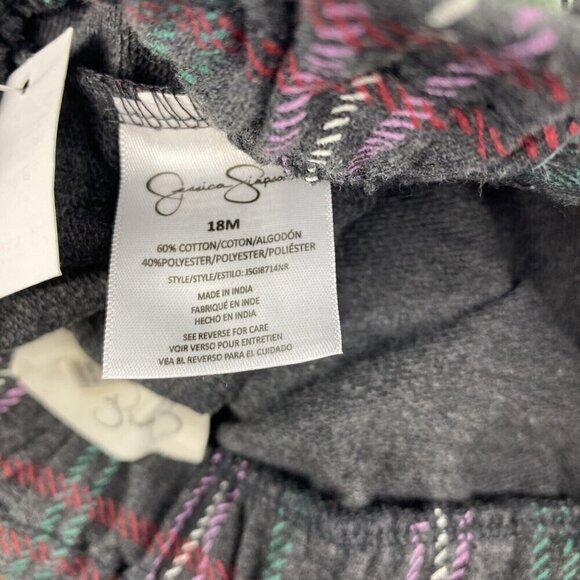 Jessica Simpson
18M
60% COTTON/COTON/ALGODÓN
40%POLYESTER/POLYESTER/POLIÉSTER
STYLE/STYLE/ESTILO: JSGI8714NR
MADE IN INDIA
FABRIQUÉ EN INDE
HECHO EN INDIA
SEE REVERSE FOR CARE
VOIR VERSO POUR ENTRETIEN
VEA AL REVERSO PARA EL CUIDADO